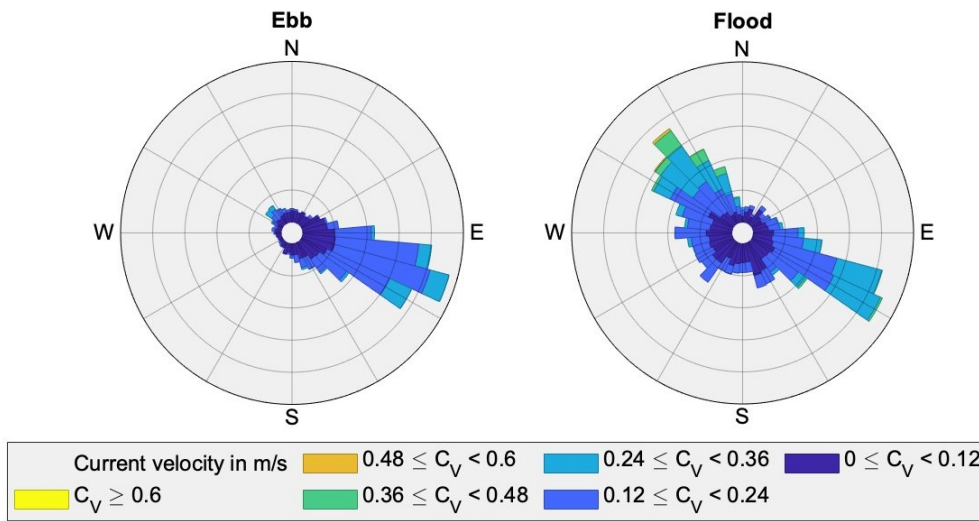 Ebb
Flood
N
N
W
E
W
E
S
S
Current velocity in m/s
0.48 ≤ C_V < 0.6
0.24 ≤ C_V < 0.36
0 ≤ C_V < 0.12
C_V ≥ 0.6
0.36 ≤ C_V < 0.48
0.12 ≤ C_V < 0.24